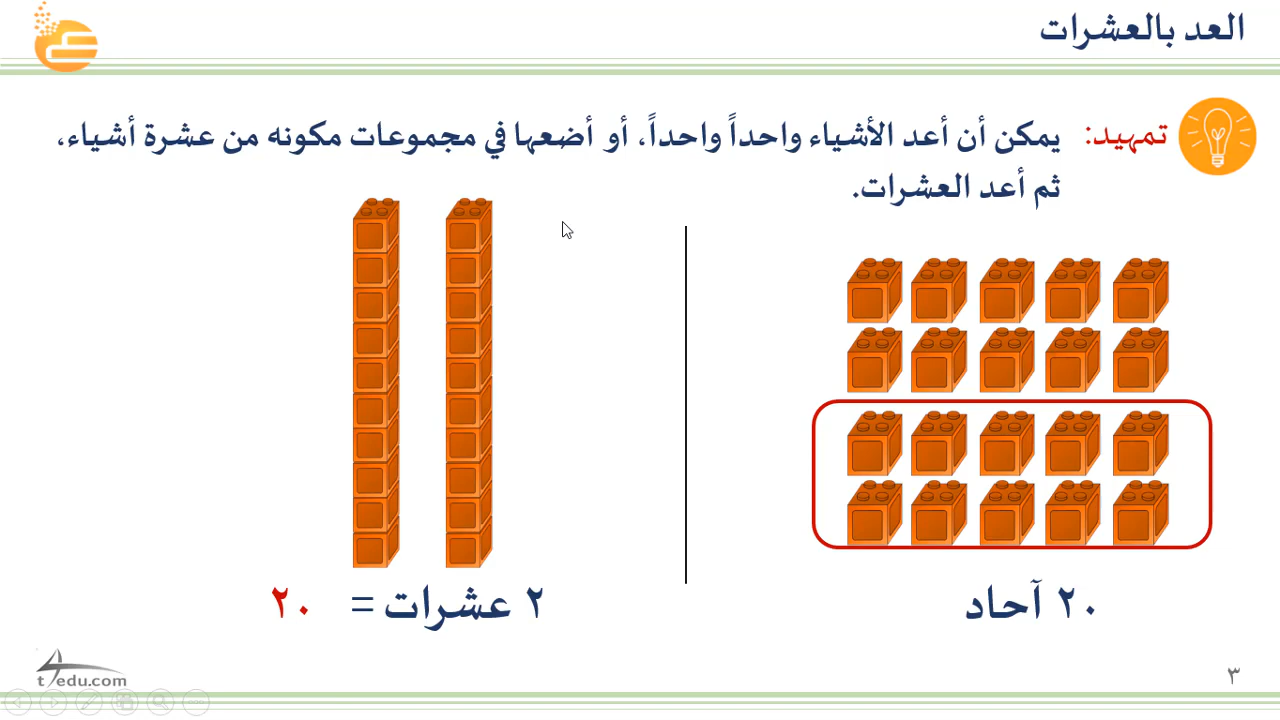 العد بالعشرات
تمهيد: يمكن أن أعد الأشياء واحداً واحداً، أو أضعها في مجموعات مكونه من عشرة أشياء،
ثم أعد العشرات.
٢٠ آحاد
٢ عشرات = ٢٠
t4edu.com
٣